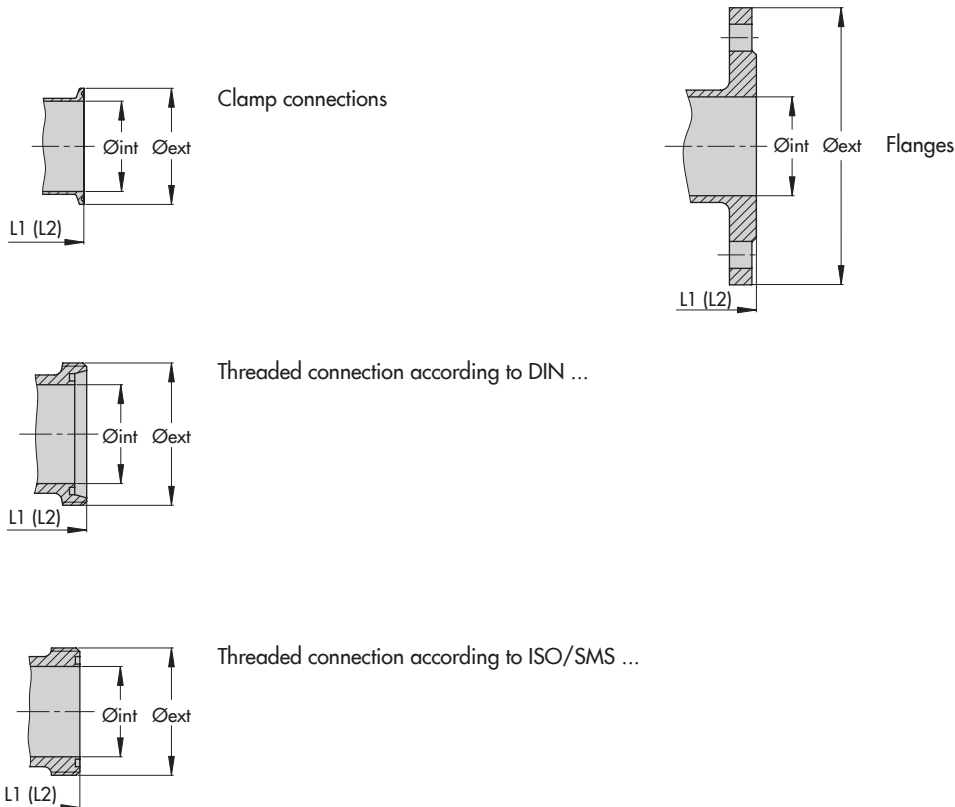 Clamp connections
Øint Øext
L1 (L2)
Øint Øext Flanges
L1 (L2)
Threaded connection according to DIN ...
Øint Øext
L1 (L2)
Threaded connection according to ISO/SMS ...
Øint Øext
L1 (L2)